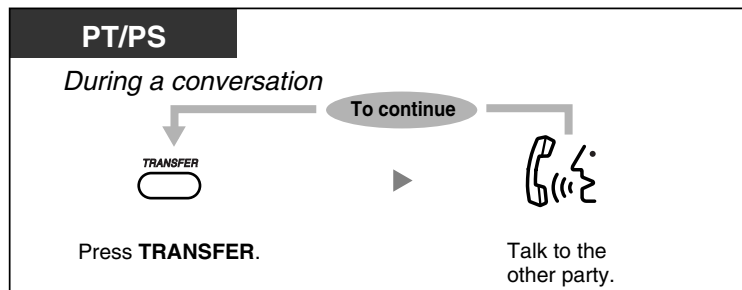 PT/PS
During a conversation
To continue
TRANSFER
Press TRANSFER.
Talk to the
other party.